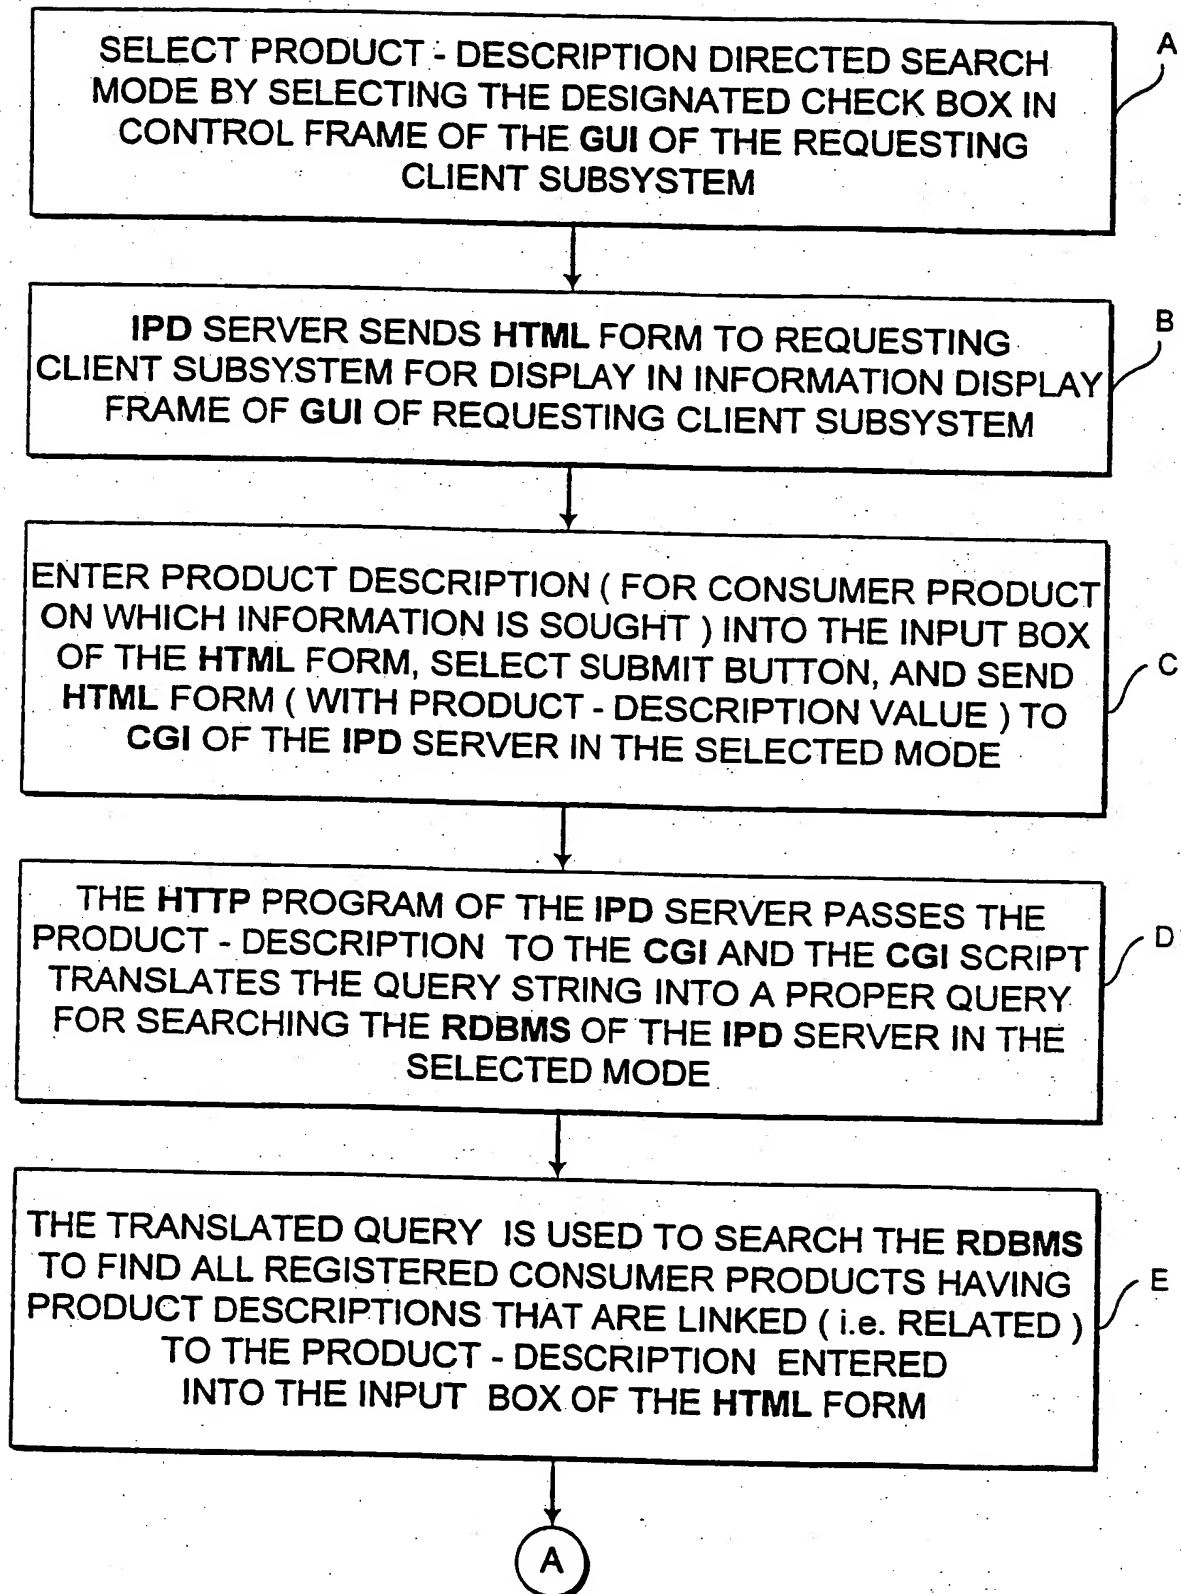 SELECT PRODUCT - DESCRIPTION DIRECTED SEARCH
MODE BY SELECTING THE DESIGNATED CHECK BOX IN
CONTROL FRAME OF THE GUI OF THE REQUESTING
CLIENT SUBSYSTEM
A
IPD SERVER SENDS HTML FORM TO REQUESTING
CLIENT SUBSYSTEM FOR DISPLAY IN INFORMATION DISPLAY
FRAME OF GUI OF REQUESTING CLIENT SUBSYSTEM
B
ENTER PRODUCT DESCRIPTION ( FOR CONSUMER PRODUCT
ON WHICH INFORMATION IS SOUGHT ) INTO THE INPUT BOX
OF THE HTML FORM, SELECT SUBMIT BUTTON, AND SEND
HTML FORM ( WITH PRODUCT - DESCRIPTION VALUE ) TO
CGI OF THE IPD SERVER IN THE SELECTED MODE
C
THE HTTP PROGRAM OF THE IPD SERVER PASSES THE
PRODUCT - DESCRIPTION TO THE CGI AND THE CGI SCRIPT
TRANSLATES THE QUERY STRING INTO A PROPER QUERY
FOR SEARCHING THE RDBMS OF THE IPD SERVER IN THE
SELECTED MODE
D
THE TRANSLATED QUERY IS USED TO SEARCH THE RDBMS
TO FIND ALL REGISTERED CONSUMER PRODUCTS HAVING
PRODUCT DESCRIPTIONS THAT ARE LINKED ( i.e. RELATED )
TO THE PRODUCT - DESCRIPTION ENTERED
INTO THE INPUT BOX OF THE HTML FORM
E
A